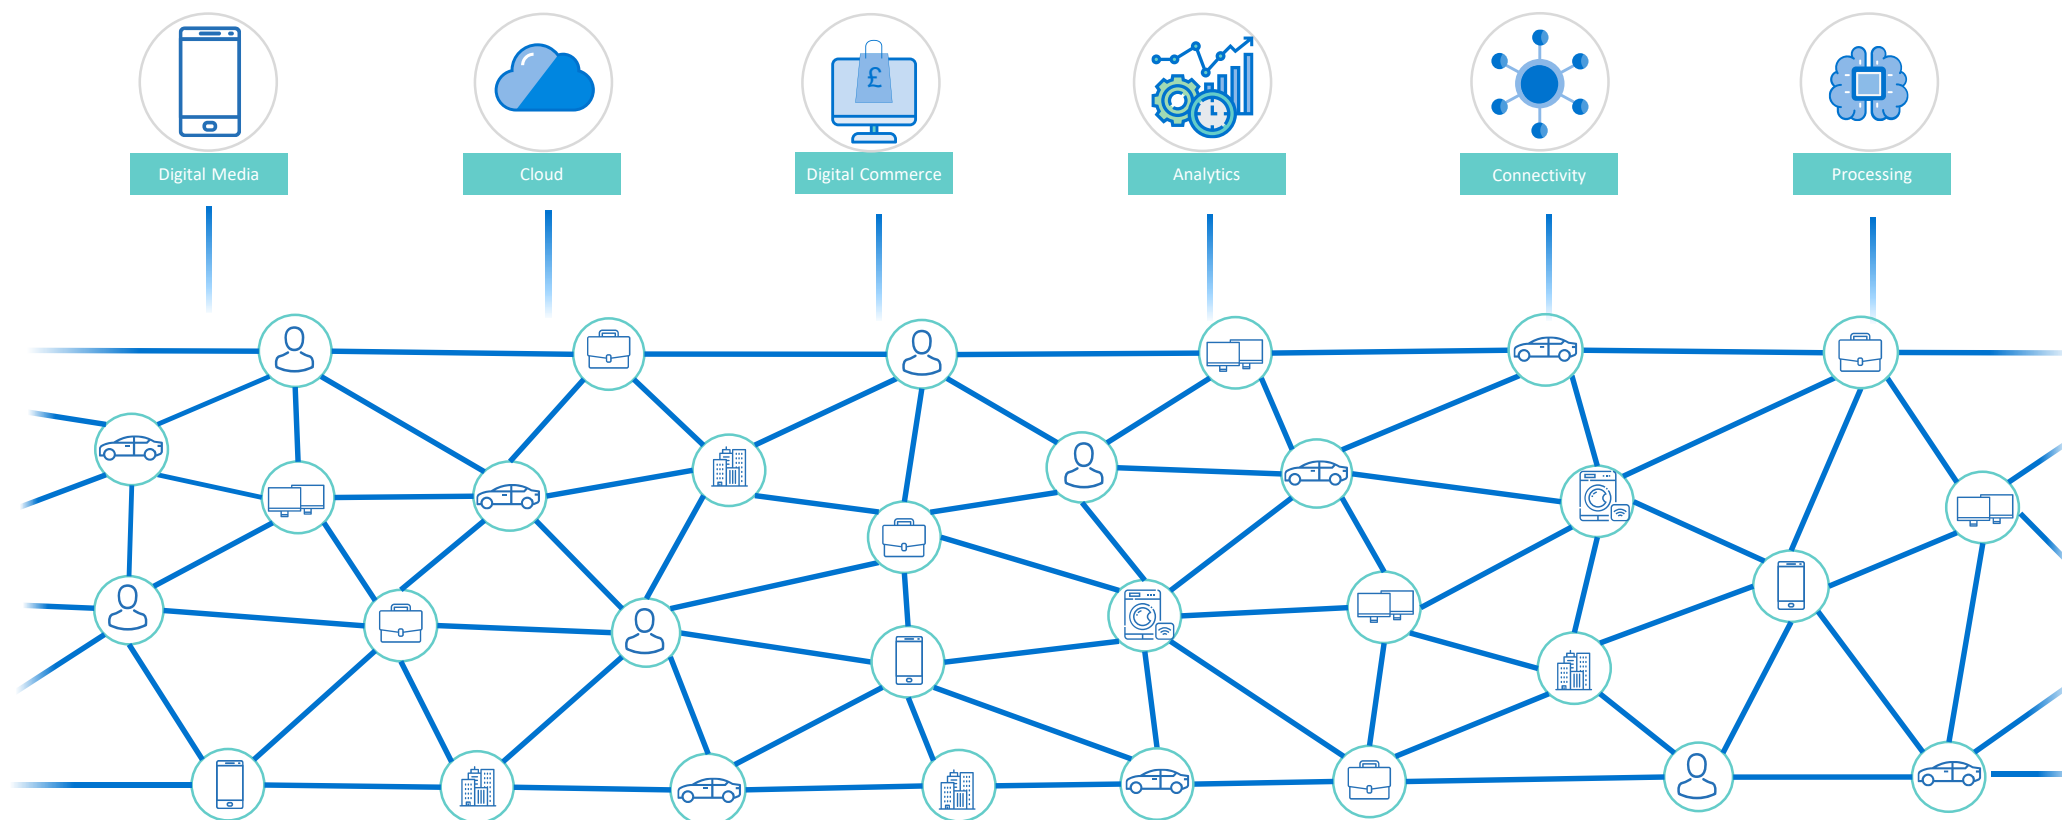 £
Digital Media
Cloud
Digital Commerce
Analytics
Connectivity
Processing